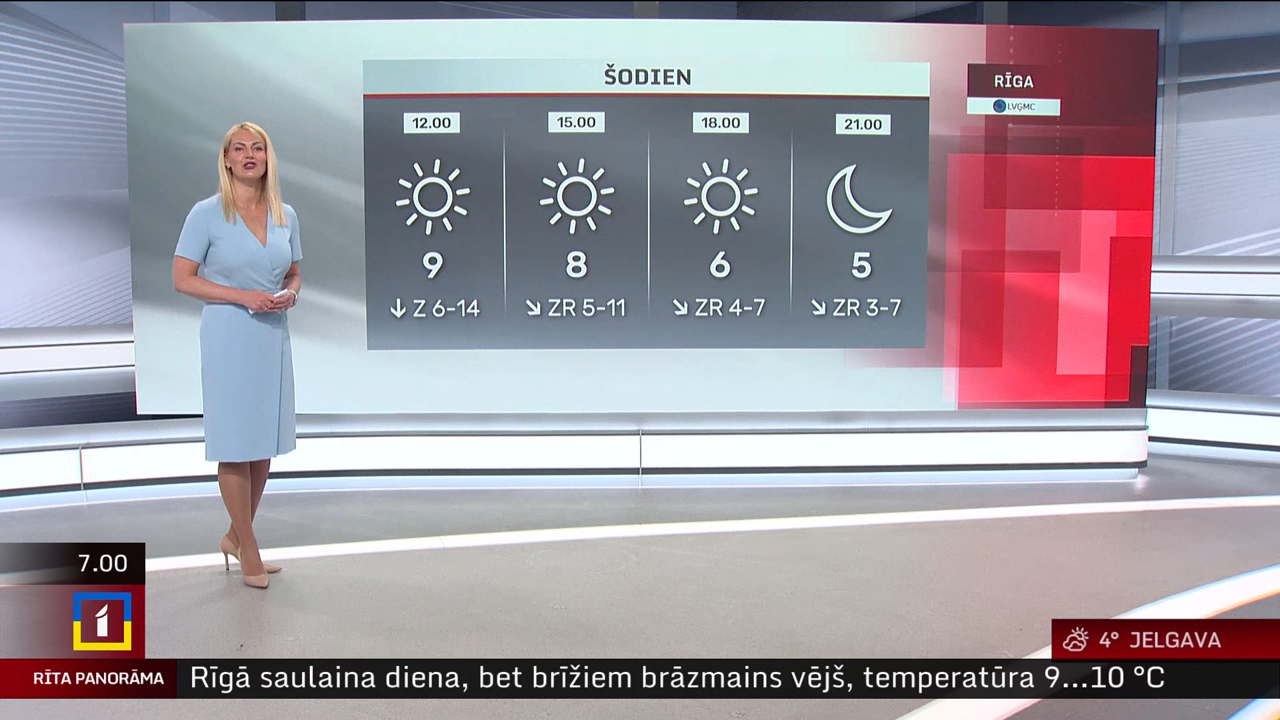 ŠODIEN
RĪGA
LVĢMC
12.00
15.00
18.00
21.00
9
8
6
5
Z 6-14
ZR 5-11
ZR 4-7
ZR 3-7
7.00
1
4° JELGAVA
RĪTA PANORĀMA
Rīgā saulaina diena, bet brīžiem brāzmains vējš, temperatūra 9...10 °C